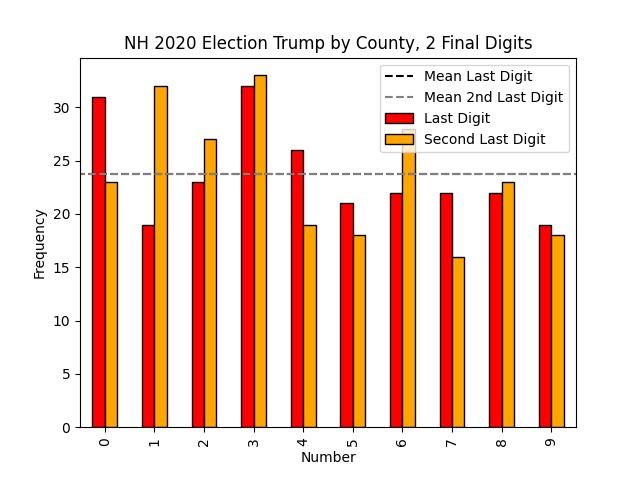 NH 2020 Election Trump by County, 2 Final Digits
Mean Last Digit
Mean 2nd Last Digit
Last Digit
Second Last Digit
Frequency
30
25
20
15
10
5
0
0 1 2 3 4 5 6 7 8 9
Number